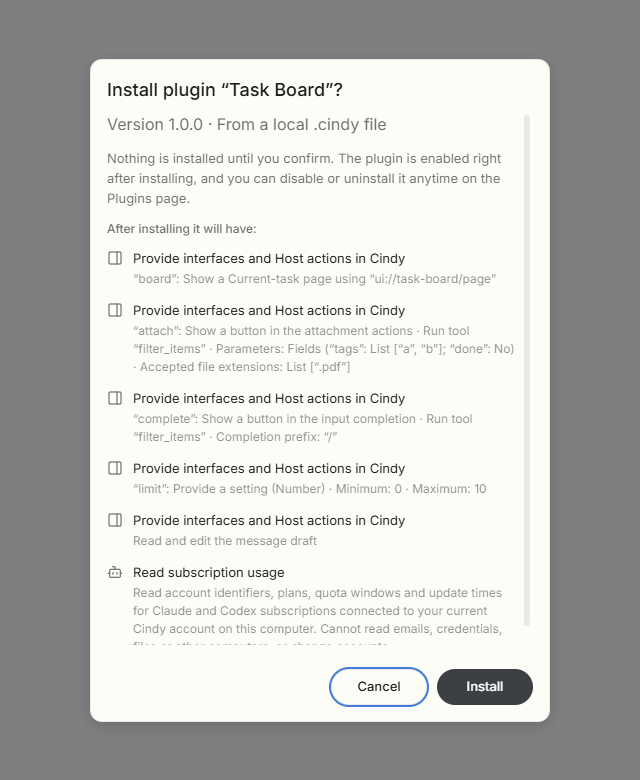 Install plugin “Task Board”?
Version 1.0.0 · From a local .cindy file
Nothing is installed until you confirm. The plugin is enabled right
after installing, and you can disable or uninstall it anytime on the
Plugins page.
After installing it will have:
Provide interfaces and Host actions in Cindy
“board”: Show a Current-task page using “ui://task-board/page”
Provide interfaces and Host actions in Cindy
“attach”: Show a button in the attachment actions · Run tool
“filter_items” · Parameters: Fields (“tags”: List [“a”, “b”]; “done”: No)
· Accepted file extensions: List [“.pdf”]
Provide interfaces and Host actions in Cindy
“complete”: Show a button in the input completion · Run tool
“filter_items” · Completion prefix: “/”
Provide interfaces and Host actions in Cindy
“limit”: Provide a setting (Number) · Minimum: 0 · Maximum: 10
Provide interfaces and Host actions in Cindy
Read and edit the message draft
Read subscription usage
Read account identifiers, plans, quota windows and update times
for Claude and Codex subscriptions connected to your current
Cindy account on this computer. Cannot read emails, credentials,
Cancel
Install